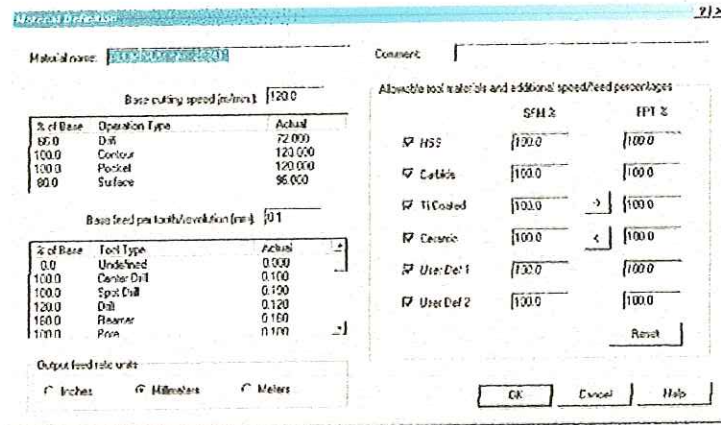 Material Definition
Material name:
Comment:
Base cutting speed (m/min.): 120.0
% of Base Operation Type Actual
Drill 72.000
100.0 Contour 120.000
100.0 Pocket 120.000
80.0 Surface 96.000
Base feed per tooth/revolution (mm):
% of Base Tool Type Actual
0.0 Undefined 0.000
100.0 Center Drill 0.100
100.0 Spot Drill 0.100
120.0 Drill 0.120
160.0 Reamer 0.160
100.0 Bore 0.100
Output feed rate units
Inches Millimeters Meters
Allowable tool materials and additional speed/feed percentages
SFM % FPT %
HSS 100.0 100.0
Carbide 100.0 100.0
Ti Coated 100.0 -> 100.0
Ceramic 100.0 < 100.0
User Def 1 100.0 100.0
User Def 2 100.0 100.0
Reset
OK Cancel Help